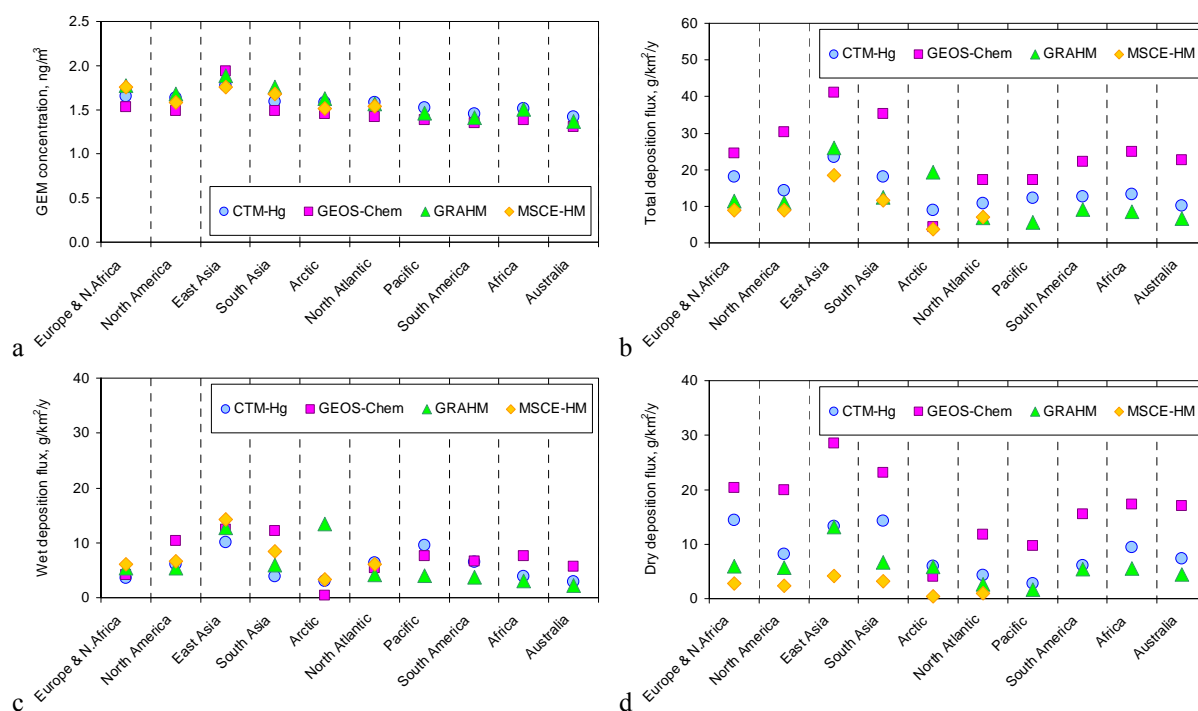 2.5
2.0
1.5
1.0
0.5
0.0
GEM concentration, ng/m³
CTM-Hg GEOS-Chem GRAHM MSCE-HM
Europe & N.Africa
North America
East Asia
South Asia
Arctic
North Atlantic
Pacific
South America
Africa
Australia
a
60
50
40
30
20
10
0
Total deposition flux, g/km²/y
CTM-Hg GEOS-Chem GRAHM MSCE-HM
Europe & N.Africa
North America
East Asia
South Asia
Arctic
North Atlantic
Pacific
South America
Africa
Australia
b
40
30
20
10
0
Wet deposition flux, g/km²/y
CTM-Hg GEOS-Chem GRAHM MSCE-HM
Europe & N.Africa
North America
East Asia
South Asia
Arctic
North Atlantic
Pacific
South America
Africa
Australia
c
40
30
20
10
0
Dry deposition flux, g/km²/y
CTM-Hg GEOS-Chem GRAHM MSCE-HM
Europe & N.Africa
North America
East Asia
South Asia
Arctic
North Atlantic
Pacific
South America
Africa
Australia
d